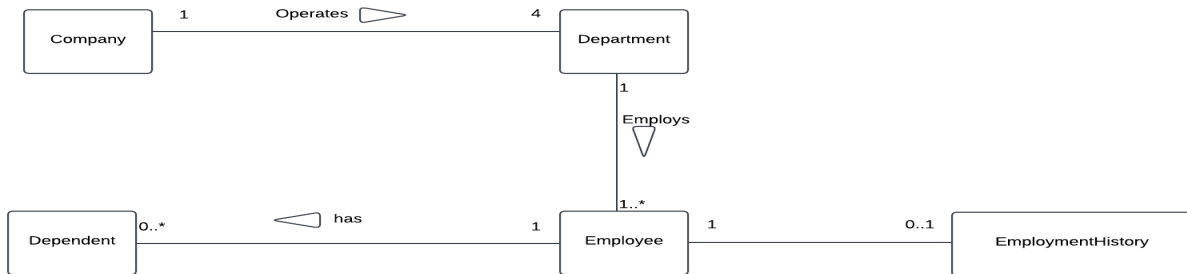 1 Operates 4
Company
Department
1
Employs
1..*
0..* has 1
1 0..1
Dependent
Employee
EmploymentHistory